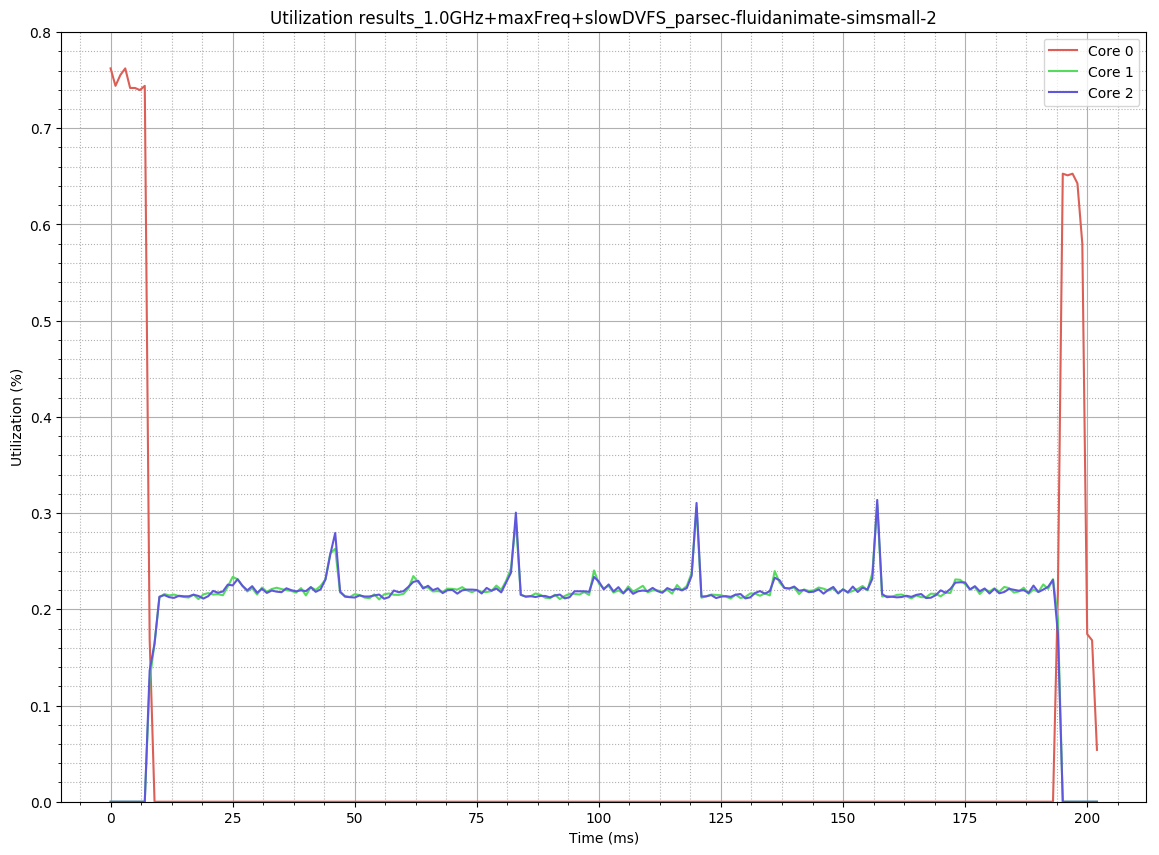 Utilization results_1.0GHz+maxFreq+slowDVFS_parsec-fluidanimate-simsmall-2
Core 0
Core 1
Core 2
Utilization (%)
0.8
0.7
0.6
0.5
0.4
0.3
0.2
0.1
0.0
0 25 50 75 100 125 150 175 200
Time (ms)